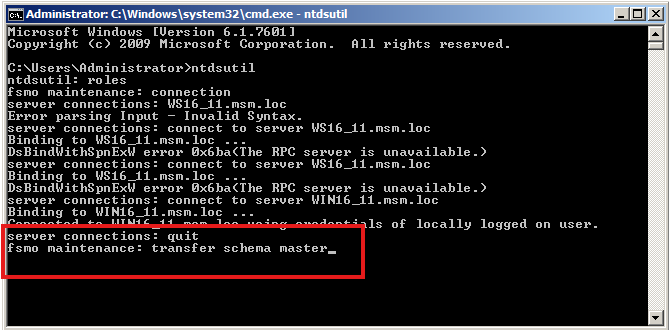 Administrator: C:\Windows\system32\cmd.exe - ntdsutil
Microsoft Windows [Version 6.1.7601]
Copyright (c) 2009 Microsoft Corporation.  All rights reserved.
C:\Users\Administrator>ntdsutil
ntdsutil: roles
fsmo maintenance: connection
server connections: WS16_11.msm.loc
Error parsing Input - Invalid Syntax.
server connections: connect to server WS16_11.msm.loc
Binding to WS16_11.msm.loc ...
DsBindWithSpnExW error 0x6ba(The RPC server is unavailable.)
server connections: connect to server WS16_11.msm.loc
Binding to WS16_11.msm.loc ...
DsBindWithSpnExW error 0x6ba(The RPC server is unavailable.)
server connections: connect to server WIN16_11.msm.loc
Binding to WIN16_11.msm.loc ...
Connected to WIN16_11.msm.loc using credentials of locally logged on user.
server connections: quit
fsmo maintenance: transfer schema master_